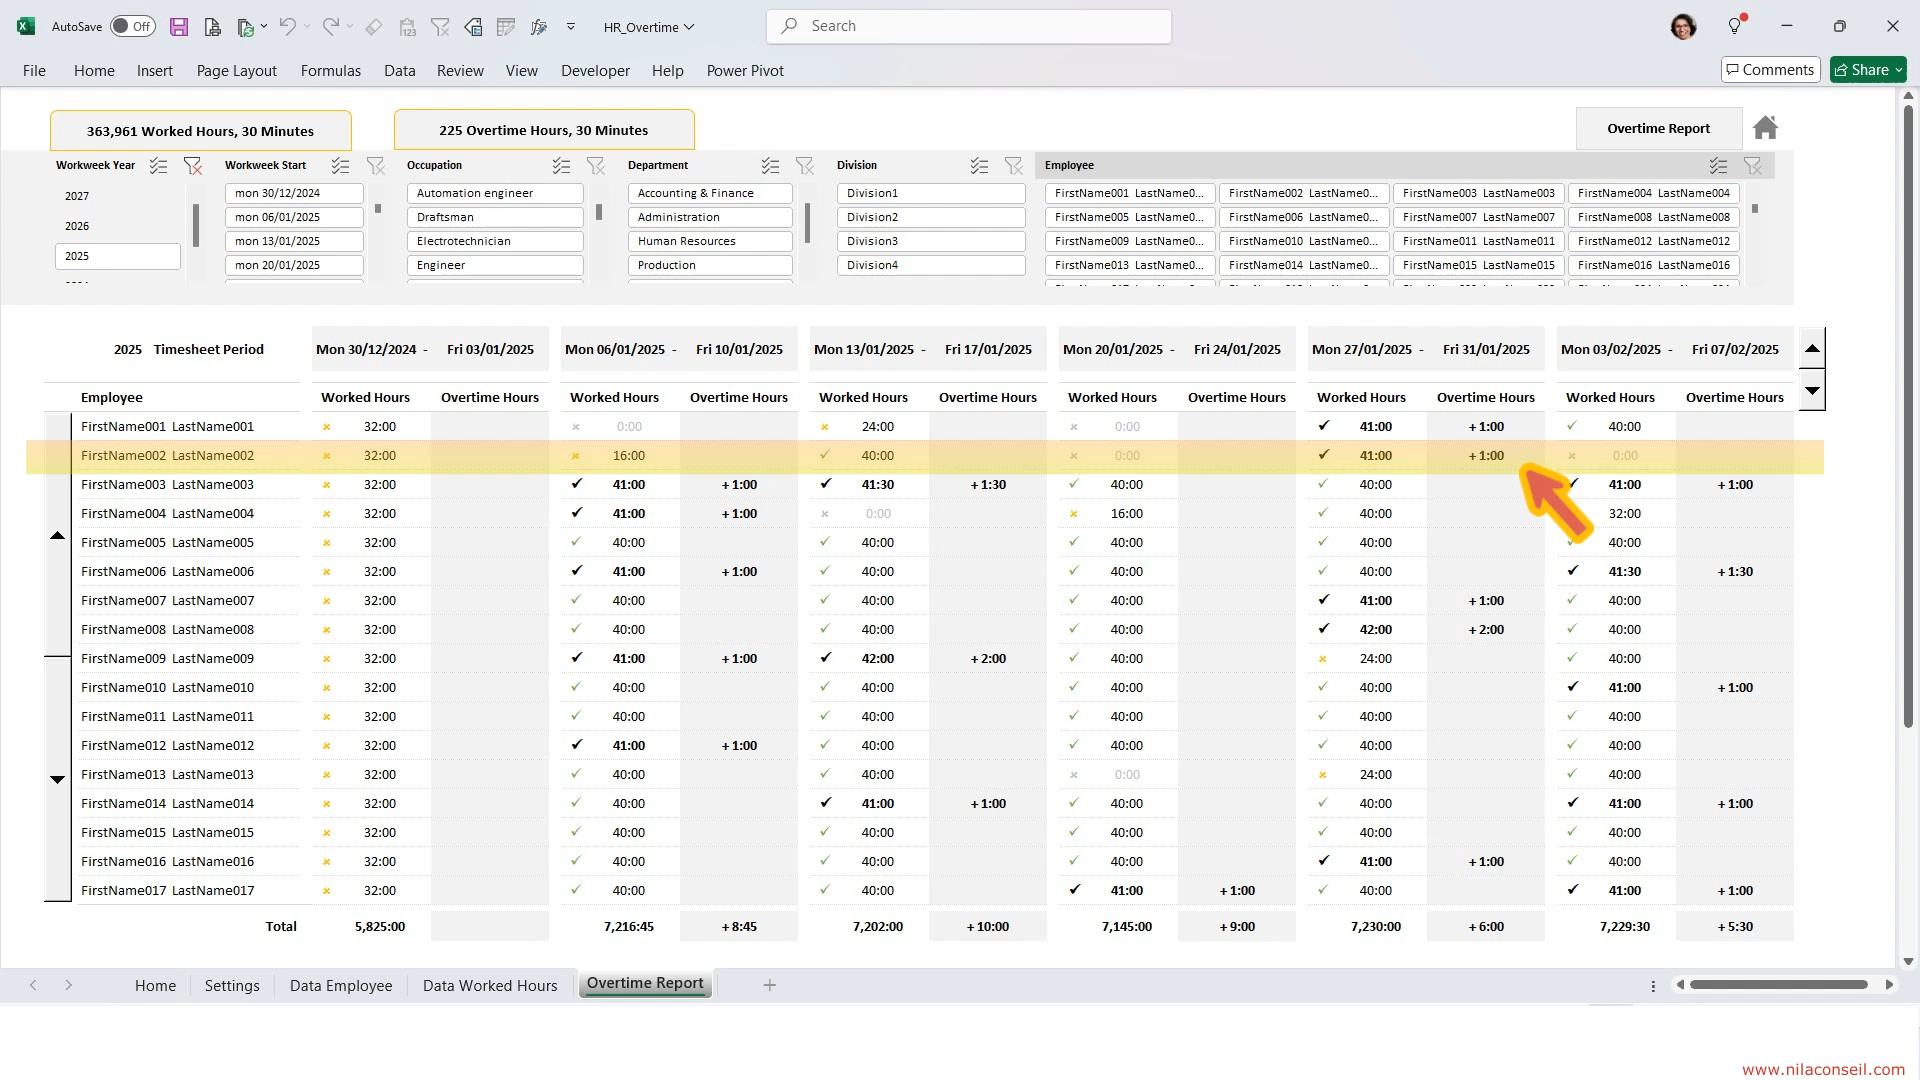 AutoSave Off HR_Overtime Search
File Home Insert Page Layout Formulas Data Review View Developer Help Power Pivot Comments Share
363,961 Worked Hours, 30 Minutes 225 Overtime Hours, 30 Minutes Overtime Report
Workweek Year Workweek Start Occupation Department Division Employee
2027 mon 30/12/2024 Automation engineer Accounting & Finance Division1 FirstName001 LastName0... FirstName002 LastName0... FirstName003 LastName003 FirstName004 LastName004
2026 mon 06/01/2025 Draftsman Administration Division2 FirstName005 LastName0... FirstName006 LastName0... FirstName007 LastName007 FirstName008 LastName008
2025 mon 13/01/2025 Electrotechnician Human Resources Division3 FirstName009 LastName0... FirstName010 LastName0... FirstName011 LastName011 FirstName012 LastName012
mon 20/01/2025 Engineer Production Division4 FirstName013 LastName0... FirstName014 LastName0... FirstName015 LastName015 FirstName016 LastName016
2025 Timesheet Period Mon 30/12/2024 - Fri 03/01/2025 Mon 06/01/2025 - Fri 10/01/2025 Mon 13/01/2025 - Fri 17/01/2025 Mon 20/01/2025 - Fri 24/01/2025 Mon 27/01/2025 - Fri 31/01/2025 Mon 03/02/2025 - Fri 07/02/2025
Employee Worked Hours Overtime Hours Worked Hours Overtime Hours Worked Hours Overtime Hours Worked Hours Overtime Hours Worked Hours Overtime Hours Worked Hours Overtime Hours
FirstName001 LastName001 32:00 0:00 24:00 0:00 41:00 + 1:00 40:00
FirstName002 LastName002 32:00 16:00 40:00 0:00 41:00 + 1:00 0:00
FirstName003 LastName003 32:00 41:00 + 1:00 41:30 + 1:30 40:00 40:00 41:00 + 1:00
FirstName004 LastName004 32:00 41:00 + 1:00 0:00 16:00 40:00 32:00
FirstName005 LastName005 32:00 40:00 40:00 40:00 40:00 40:00
FirstName006 LastName006 32:00 41:00 + 1:00 40:00 40:00 40:00 41:30 + 1:30
FirstName007 LastName007 32:00 40:00 40:00 40:00 41:00 + 1:00 40:00
FirstName008 LastName008 32:00 40:00 40:00 40:00 42:00 + 2:00 40:00
FirstName009 LastName009 32:00 41:00 + 1:00 42:00 + 2:00 40:00 24:00 40:00
FirstName010 LastName010 32:00 40:00 40:00 40:00 40:00 41:00 + 1:00
FirstName011 LastName011 32:00 40:00 40:00 40:00 40:00 40:00
FirstName012 LastName012 32:00 41:00 + 1:00 40:00 40:00 40:00 40:00
FirstName013 LastName013 32:00 40:00 40:00 0:00 24:00 40:00
FirstName014 LastName014 32:00 40:00 41:00 + 1:00 40:00 40:00 41:00 + 1:00
FirstName015 LastName015 32:00 40:00 40:00 40:00 40:00 40:00
FirstName016 LastName016 32:00 40:00 40:00 40:00 41:00 + 1:00 40:00
FirstName017 LastName017 32:00 40:00 40:00 41:00 + 1:00 40:00 41:00 + 1:00
Total 5,825:00 7,216:45 + 8:45 7,202:00 + 10:00 7,145:00 + 9:00 7,230:00 + 6:00 7,229:30 + 5:30
Home Settings Data Employee Data Worked Hours Overtime Report
www.nilaconseil.com